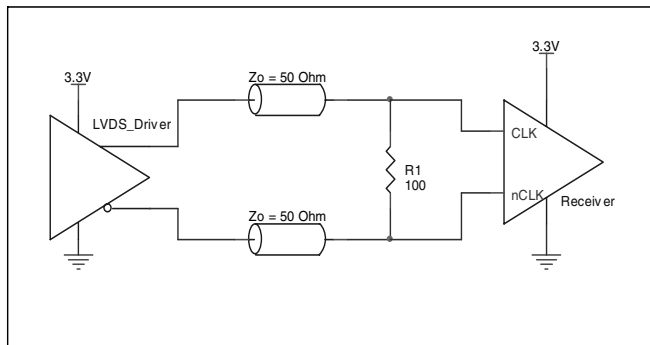 3.3V
LVDS_Driver
Zo = 50 Ohm
Zo = 50 Ohm
R1
100
3.3V
CLK
nCLK
Receiver